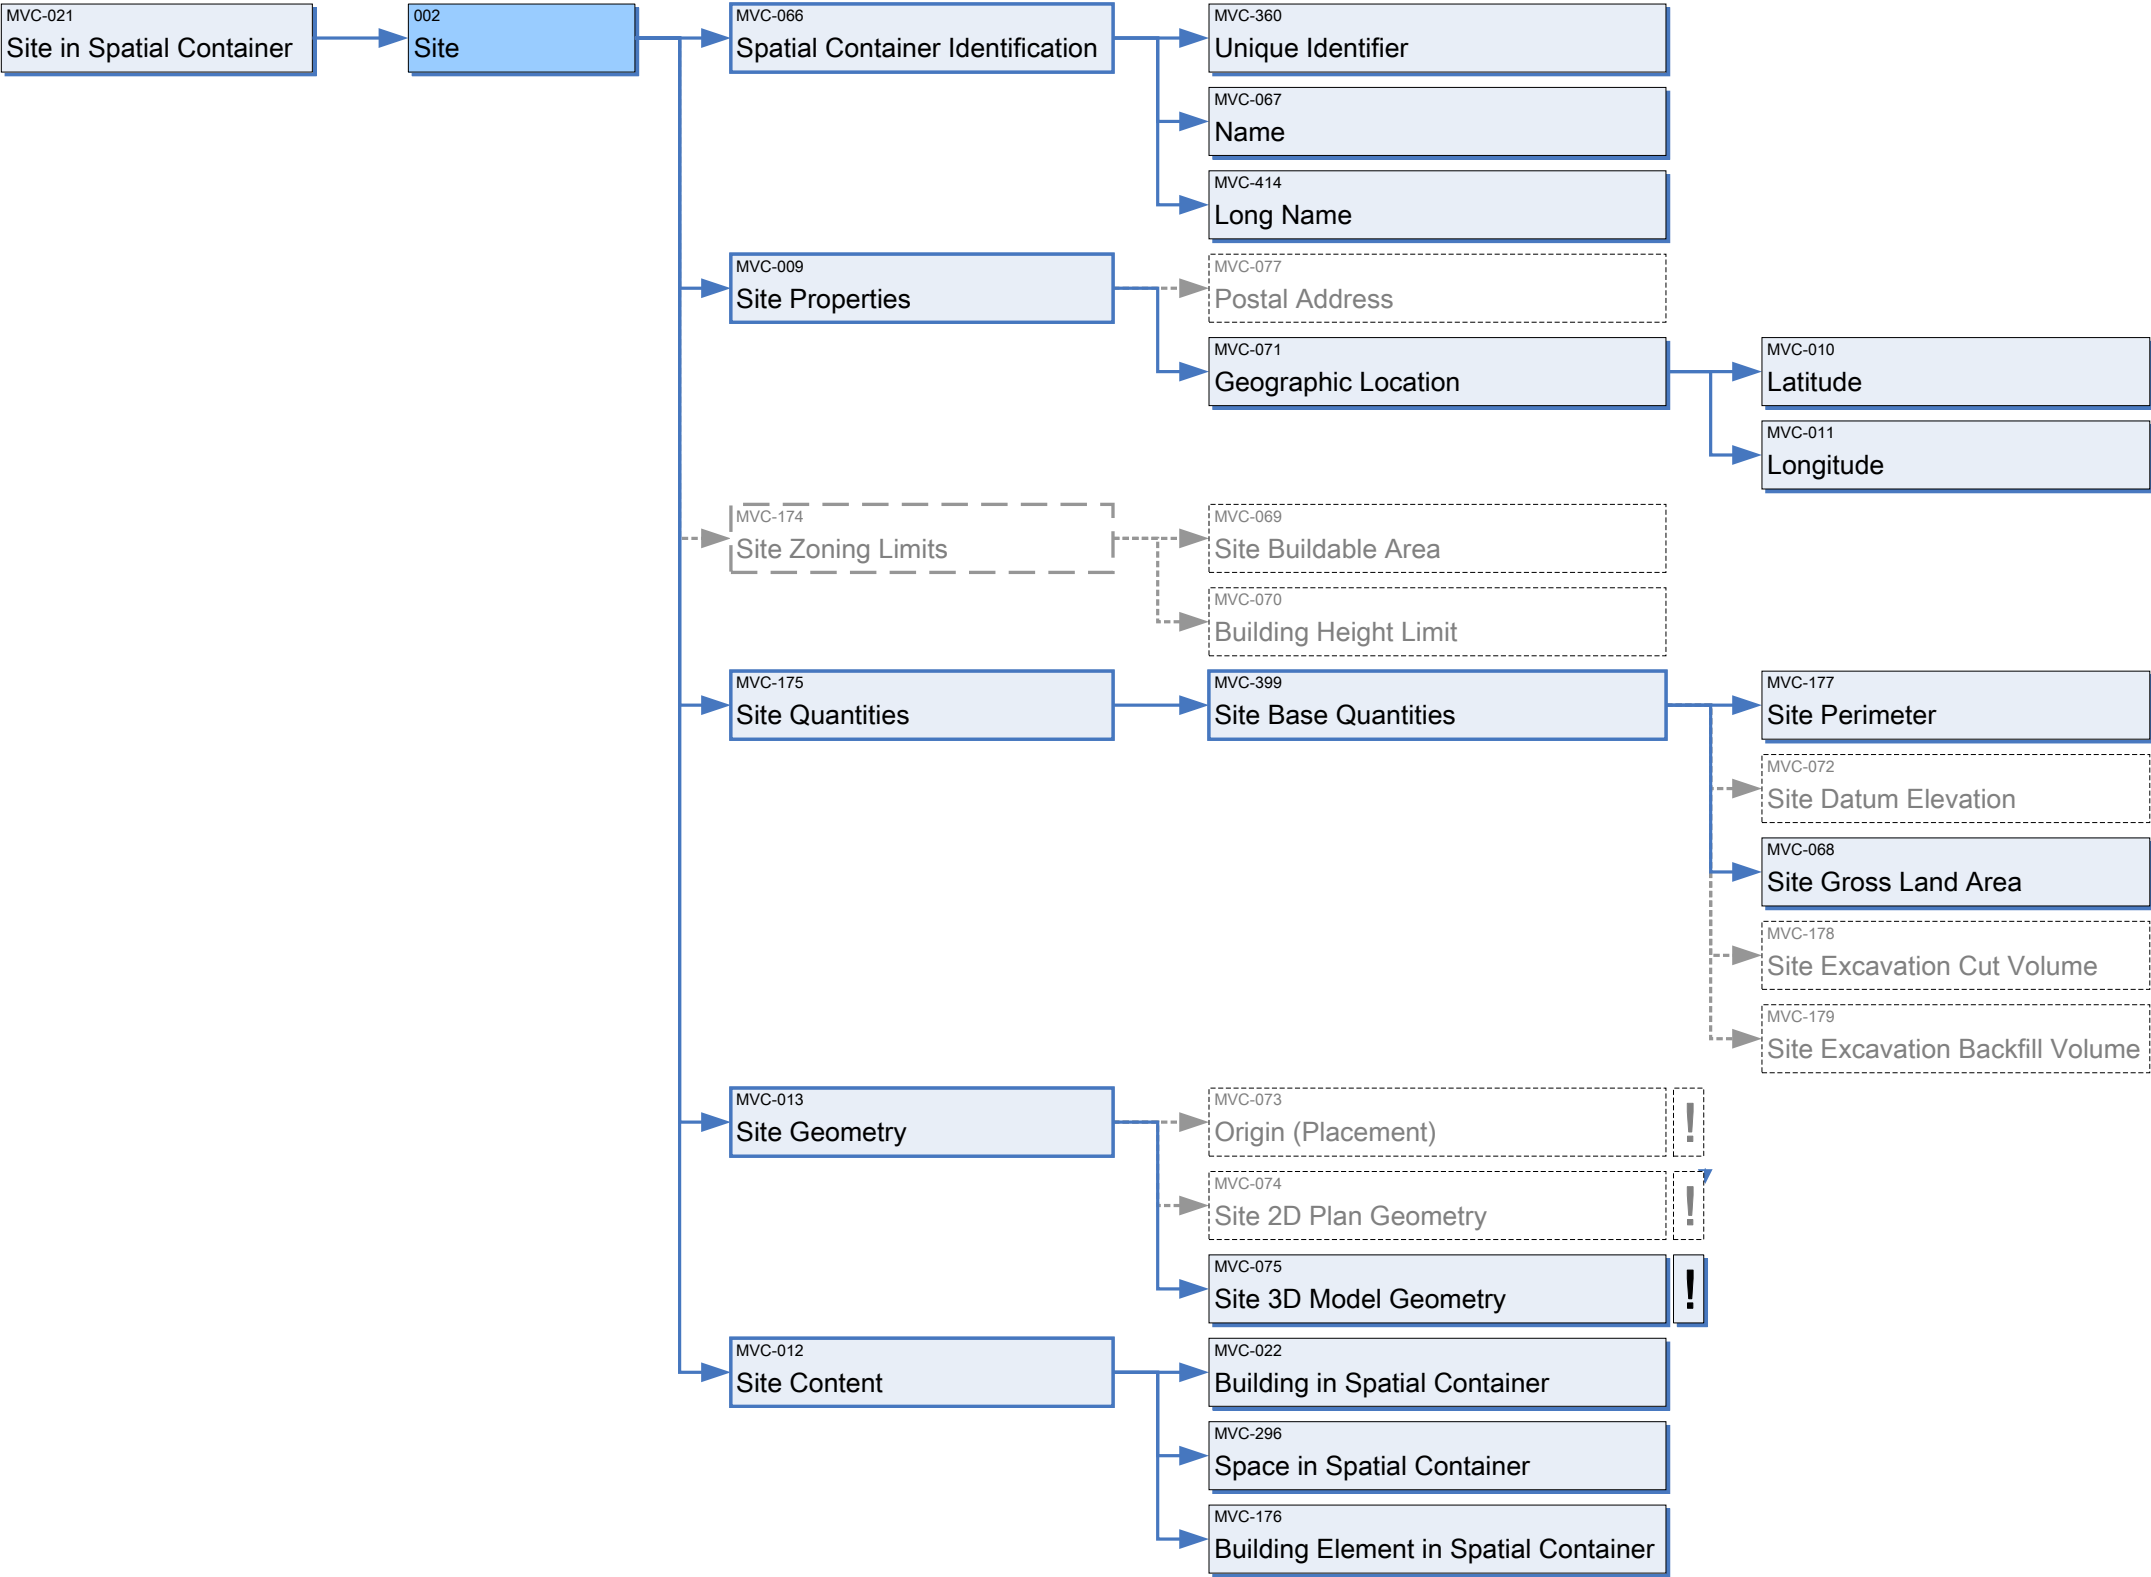 MVC-021
Site in Spatial Container
002
Site
MVC-066
Spatial Container Identification
MVC-360
Unique Identifier
MVC-067
Name
MVC-414
Long Name
MVC-009
Site Properties
MVC-077
Postal Address
MVC-071
Geographic Location
MVC-010
Latitude
MVC-011
Longitude
MVC-174
Site Zoning Limits
MVC-069
Site Buildable Area
MVC-070
Building Height Limit
MVC-175
Site Quantities
MVC-399
Site Base Quantities
MVC-177
Site Perimeter
MVC-072
Site Datum Elevation
MVC-068
Site Gross Land Area
MVC-178
Site Excavation Cut Volume
MVC-179
Site Excavation Backfill Volume
MVC-013
Site Geometry
MVC-073
Origin (Placement)
!
MVC-074
Site 2D Plan Geometry
!
MVC-075
Site 3D Model Geometry
!
MVC-012
Site Content
MVC-022
Building in Spatial Container
MVC-296
Space in Spatial Container
MVC-176
Building Element in Spatial Container